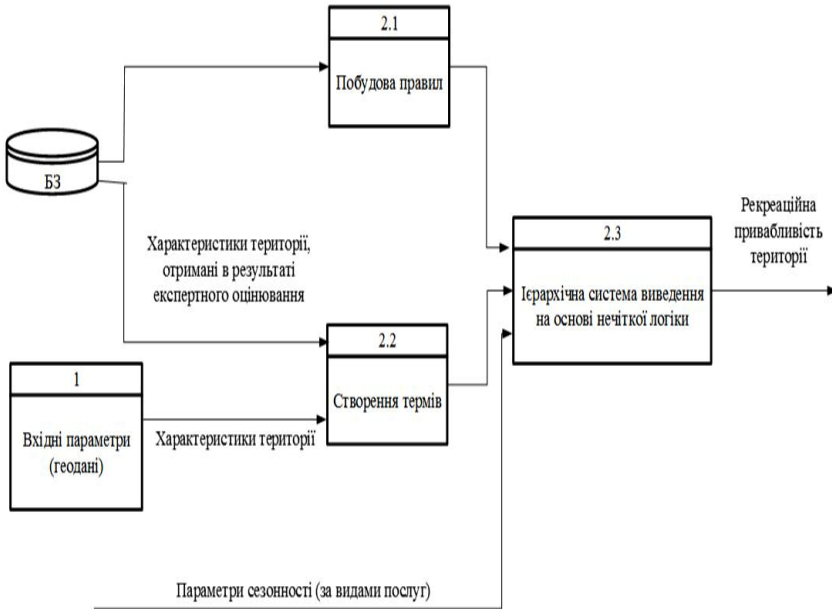 2.1
Побудова правил
БЗ
Характеристики території,
отримані в результаті
експертного оцінювання
Рекреаційна
привабливість
території
2.3
Ієрархічна система виведення
на основі нечіткої логіки
2.2
Створення термів
1
Вхідні параметри
(геодані)
Характеристики території
Параметри сезонності (за видами послуг)